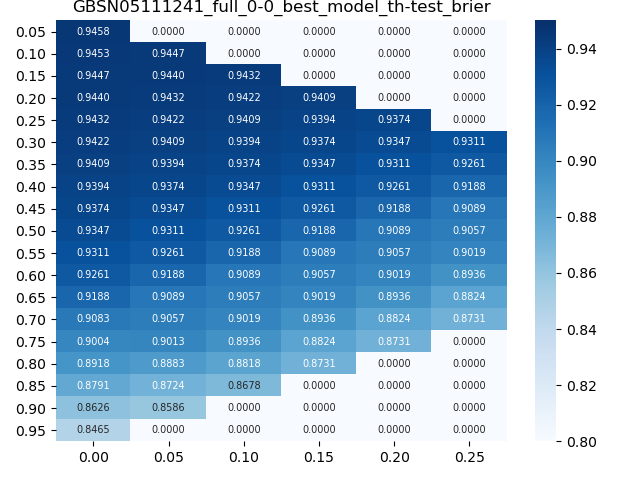 GBSN05111241_full_0-0_best_model_th-test_brier
0.05 0.9458 0.0000 0.0000 0.0000 0.0000 0.0000
0.10 0.9453 0.9447 0.0000 0.0000 0.0000 0.0000
0.15 0.9447 0.9440 0.9432 0.0000 0.0000 0.0000
0.20 0.9440 0.9432 0.9422 0.9409 0.0000 0.0000
0.25 0.9432 0.9422 0.9409 0.9394 0.9374 0.0000
0.30 0.9422 0.9409 0.9394 0.9374 0.9347 0.9311
0.35 0.9409 0.9394 0.9374 0.9347 0.9311 0.9261
0.40 0.9394 0.9374 0.9347 0.9311 0.9261 0.9188
0.45 0.9374 0.9347 0.9311 0.9261 0.9188 0.9089
0.50 0.9347 0.9311 0.9261 0.9188 0.9089 0.9057
0.55 0.9311 0.9261 0.9188 0.9089 0.9057 0.9019
0.60 0.9261 0.9188 0.9089 0.9057 0.9019 0.8936
0.65 0.9188 0.9089 0.9057 0.9019 0.8936 0.8824
0.70 0.9083 0.9057 0.9019 0.8936 0.8824 0.8731
0.75 0.9004 0.9013 0.8936 0.8824 0.8731 0.0000
0.80 0.8918 0.8883 0.8818 0.8731 0.0000 0.0000
0.85 0.8791 0.8724 0.8678 0.0000 0.0000 0.0000
0.90 0.8626 0.8586 0.0000 0.0000 0.0000 0.0000
0.95 0.8465 0.0000 0.0000 0.0000 0.0000 0.0000
0.00 0.05 0.10 0.15 0.20 0.25
0.94
0.92
0.90
0.88
0.86
0.84
0.82
0.80